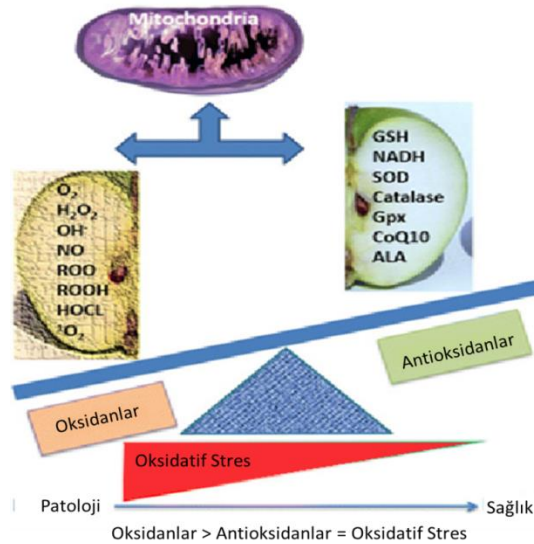 Mitochondria
GSH
NADH
SOD
Catalase
Gpx
CoQ10
ALA
O₂⁻
H₂O₂
OH·
NO
ROO
ROOH
HOCL
¹O₂
Antioksidanlar
Oksidanlar
Oksidatif Stres
Patoloji
Sağlık
Oksidanlar > Antioksidanlar = Oksidatif Stres